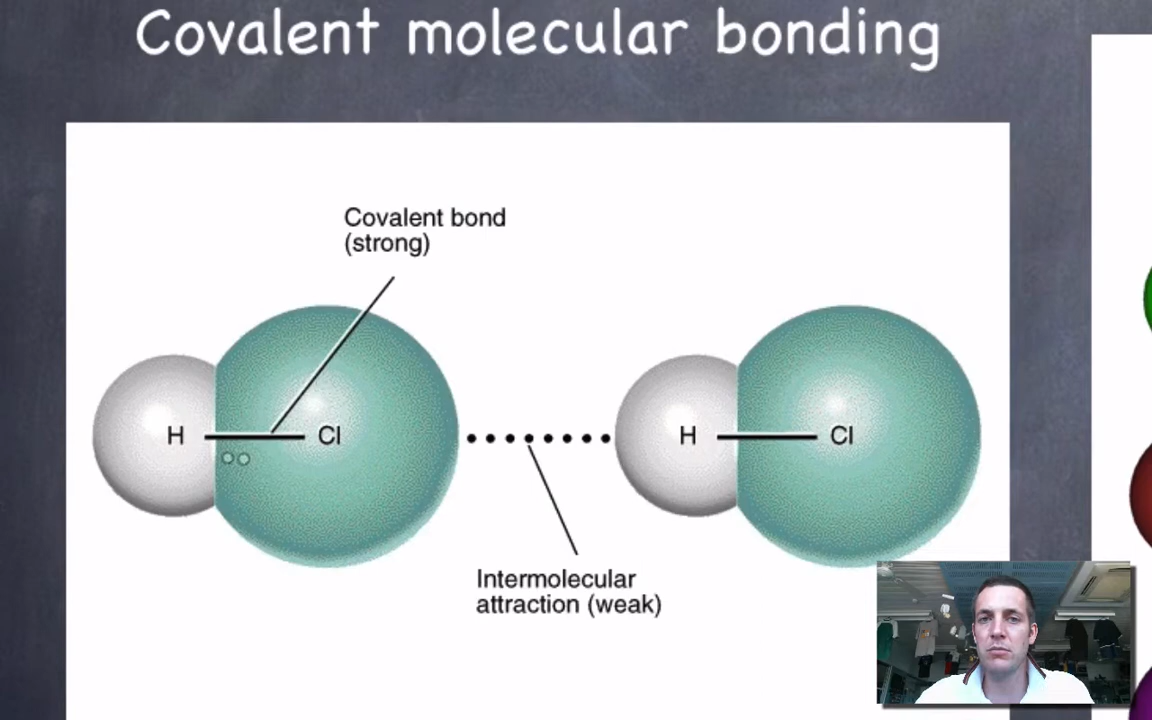 Covalent molecular bonding
Covalent bond
(strong)
H
Cl
H
Cl
Intermolecular
attraction (weak)